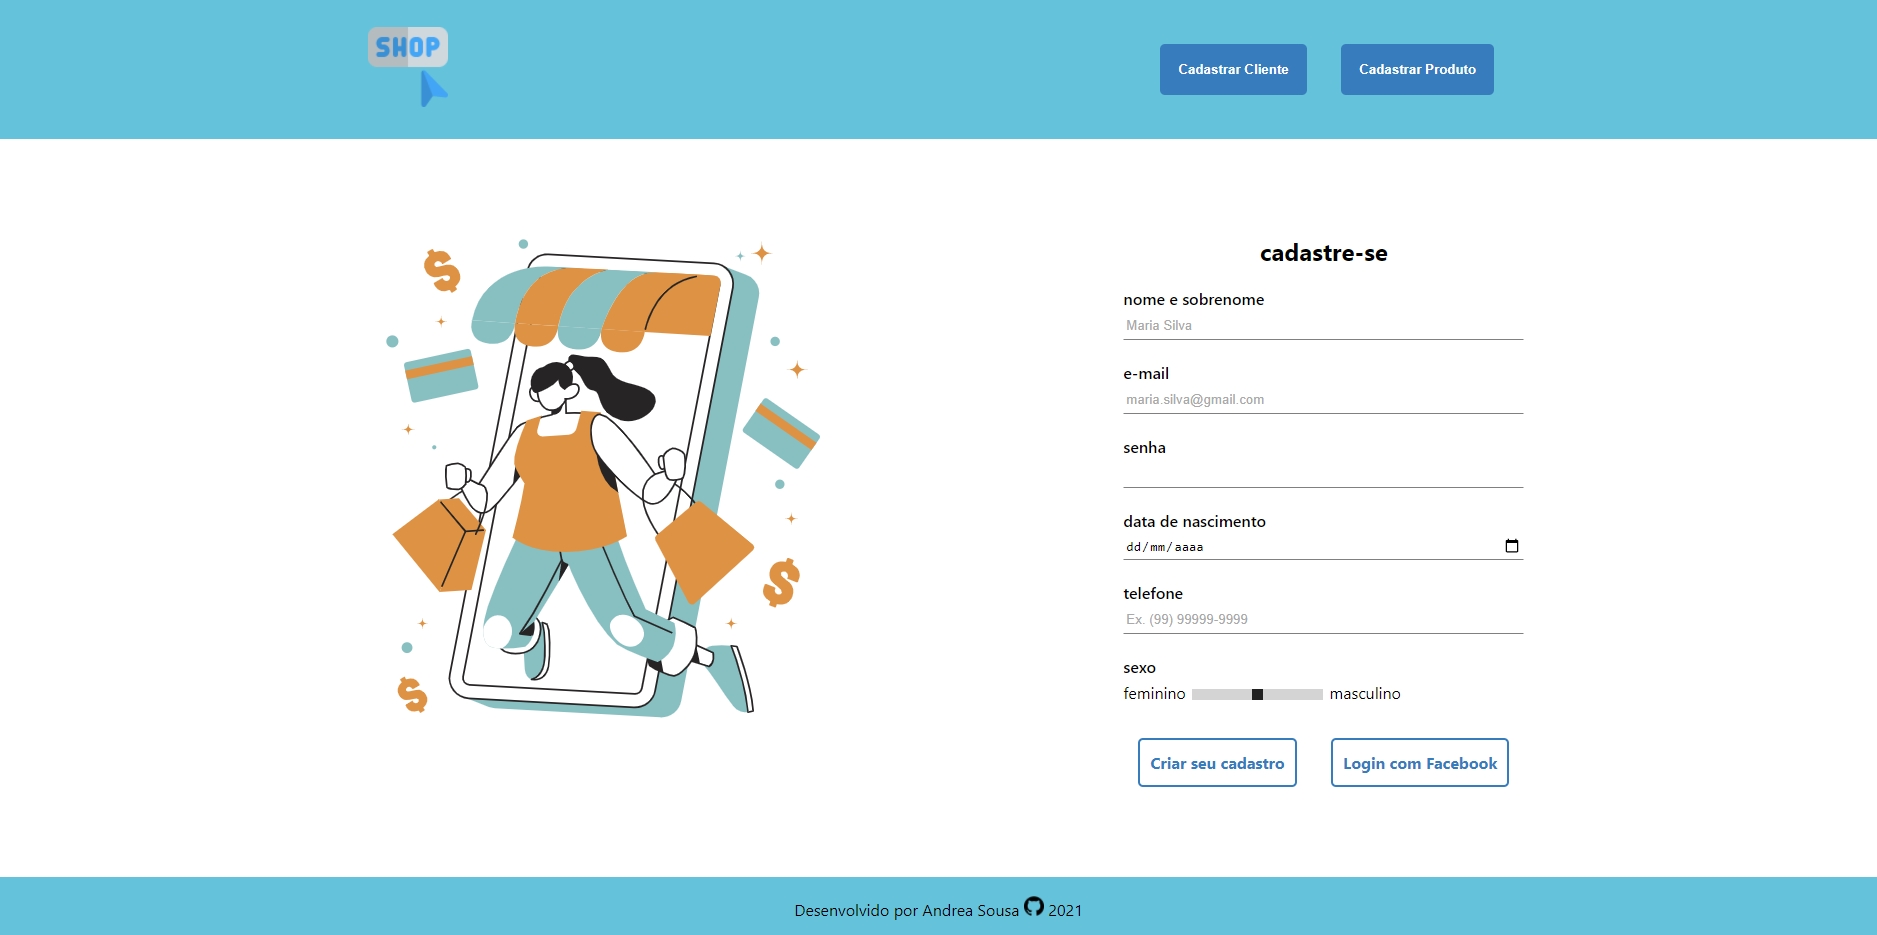 SHOP
Cadastrar Cliente
Cadastrar Produto
cadastre-se
nome e sobrenome
Maria Silva
e-mail
maria.silva@gmail.com
senha
data de nascimento
dd/mm/aaaa
telefone
Ex. (99) 99999-9999
sexo
feminino masculino
Criar seu cadastro
Login com Facebook
$
$
$
Desenvolvido por Andrea Sousa 2021